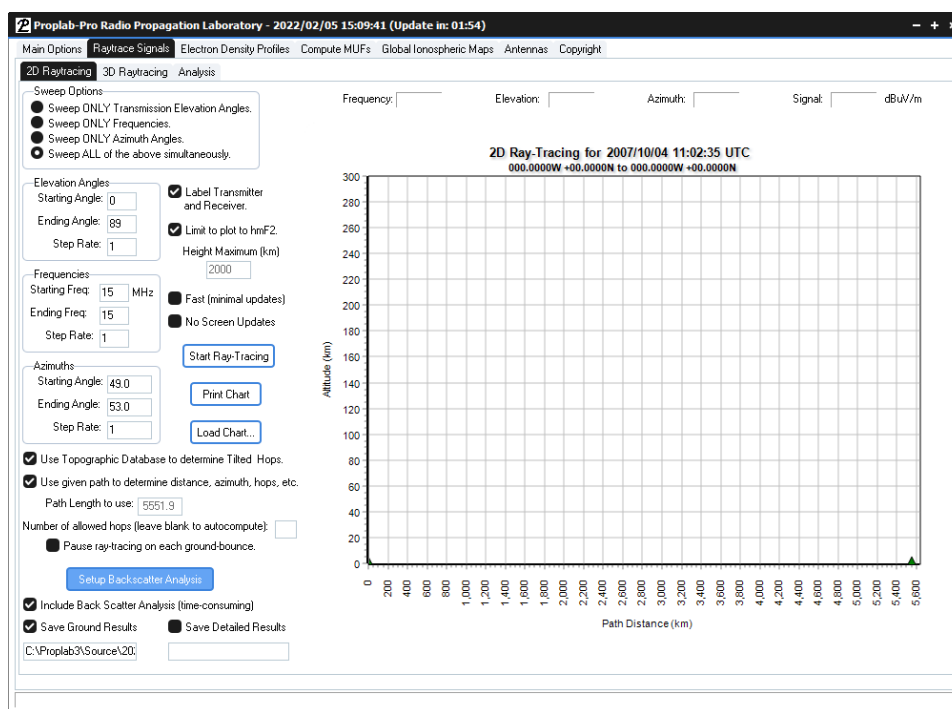 Proplab-Pro Radio Propagation Laboratory - 2022/02/05 15:09:41 (Update in: 01:54)
Main Options Raytrace Signals Electron Density Profiles Compute MUFs Global Ionospheric Maps Antennas Copyright
2D Raytracing 3D Raytracing Analysis
Sweep Options
Sweep ONLY Transmission Elevation Angles.
Sweep ONLY Frequencies.
Sweep ONLY Azimuth Angles.
Sweep ALL of the above simultaneously.
Elevation Angles
Starting Angle: 0
Ending Angle: 89
Step Rate: 1
Label Transmitter
and Receiver.
Limit to plot to hmF2.
Height Maximum (km)
2000
Frequencies
Starting Freq: 15 MHz
Ending Freq: 15
Step Rate: 1
Fast (minimal updates)
No Screen Updates
Start Ray-Tracing
Print Chart
Load Chart...
Azimuths
Starting Angle: 49.0
Ending Angle: 53.0
Step Rate: 1
Use Topographic Database to determine Tilted Hops.
Use given path to determine distance, azimuth, hops, etc.
Path Length to use: 5551.9
Number of allowed hops (leave blank to autocompute):
Pause ray-tracing on each ground-bounce.
Setup Backscatter Analysis
Include Back Scatter Analysis (time-consuming)
Save Ground Results Save Detailed Results
C:\Proplab3\Source\20
Frequency: Elevation: Azimuth: Signal: dBuV/m
2D Ray-Tracing for 2007/10/04 11:02:35 UTC
000.0000W +00.0000N to 000.0000W +00.0000N
300
280
260
240
220
200
180
160
140
120
100
80
60
40
20
0
Altitude (km)
0 200 400 600 800 1,000 1,200 1,400 1,600 1,800 2,000 2,200 2,400 2,600 2,800 3,000 3,200 3,400 3,600 3,800 4,000 4,200 4,400 4,600 4,800 5,000 5,200 5,400 5,600
Path Distance (km)